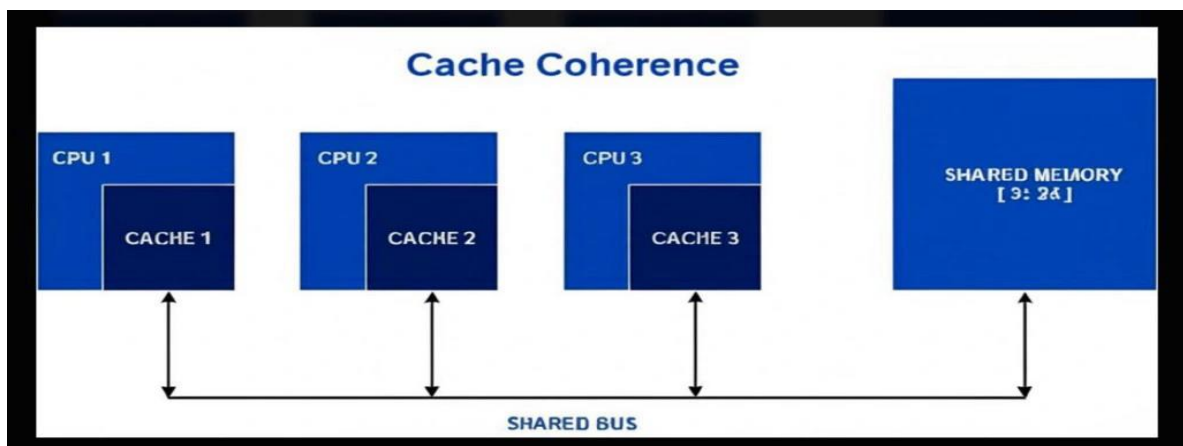 Cache Coherence
CPU 1
CACHE 1
CPU 2
CACHE 2
CPU 3
CACHE 3
SHARED MEMORY
SHARED BUS